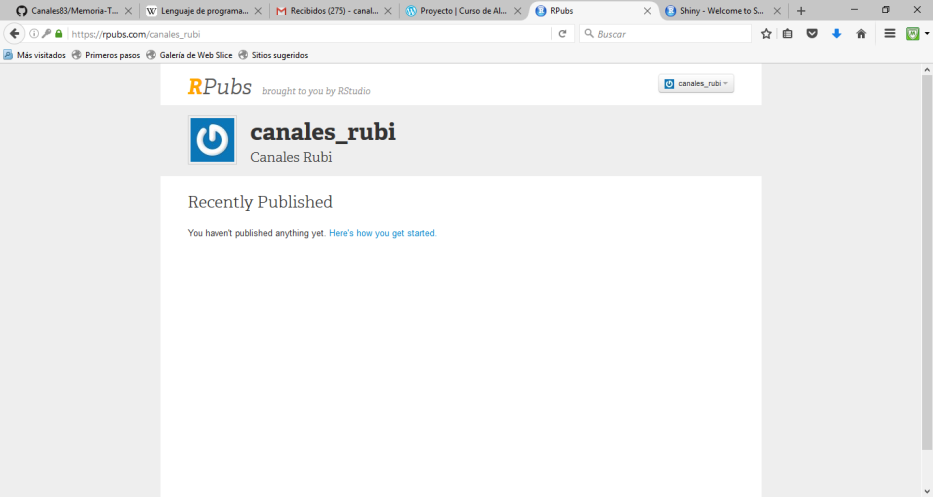 Canales83/Memoria-T... Lenguaje de programa... Recibidos (275) - canal... Proyecto | Curso de Al... RPubs Shiny - Welcome to S...
https://rpubs.com/canales_rubi Buscar
Más visitados Primeros pasos Galería de Web Slice Sitios sugeridos
RPubs brought to you by RStudio canales_rubi
canales_rubi
Canales Rubi
Recently Published
You haven't published anything yet. Here's how you get started.